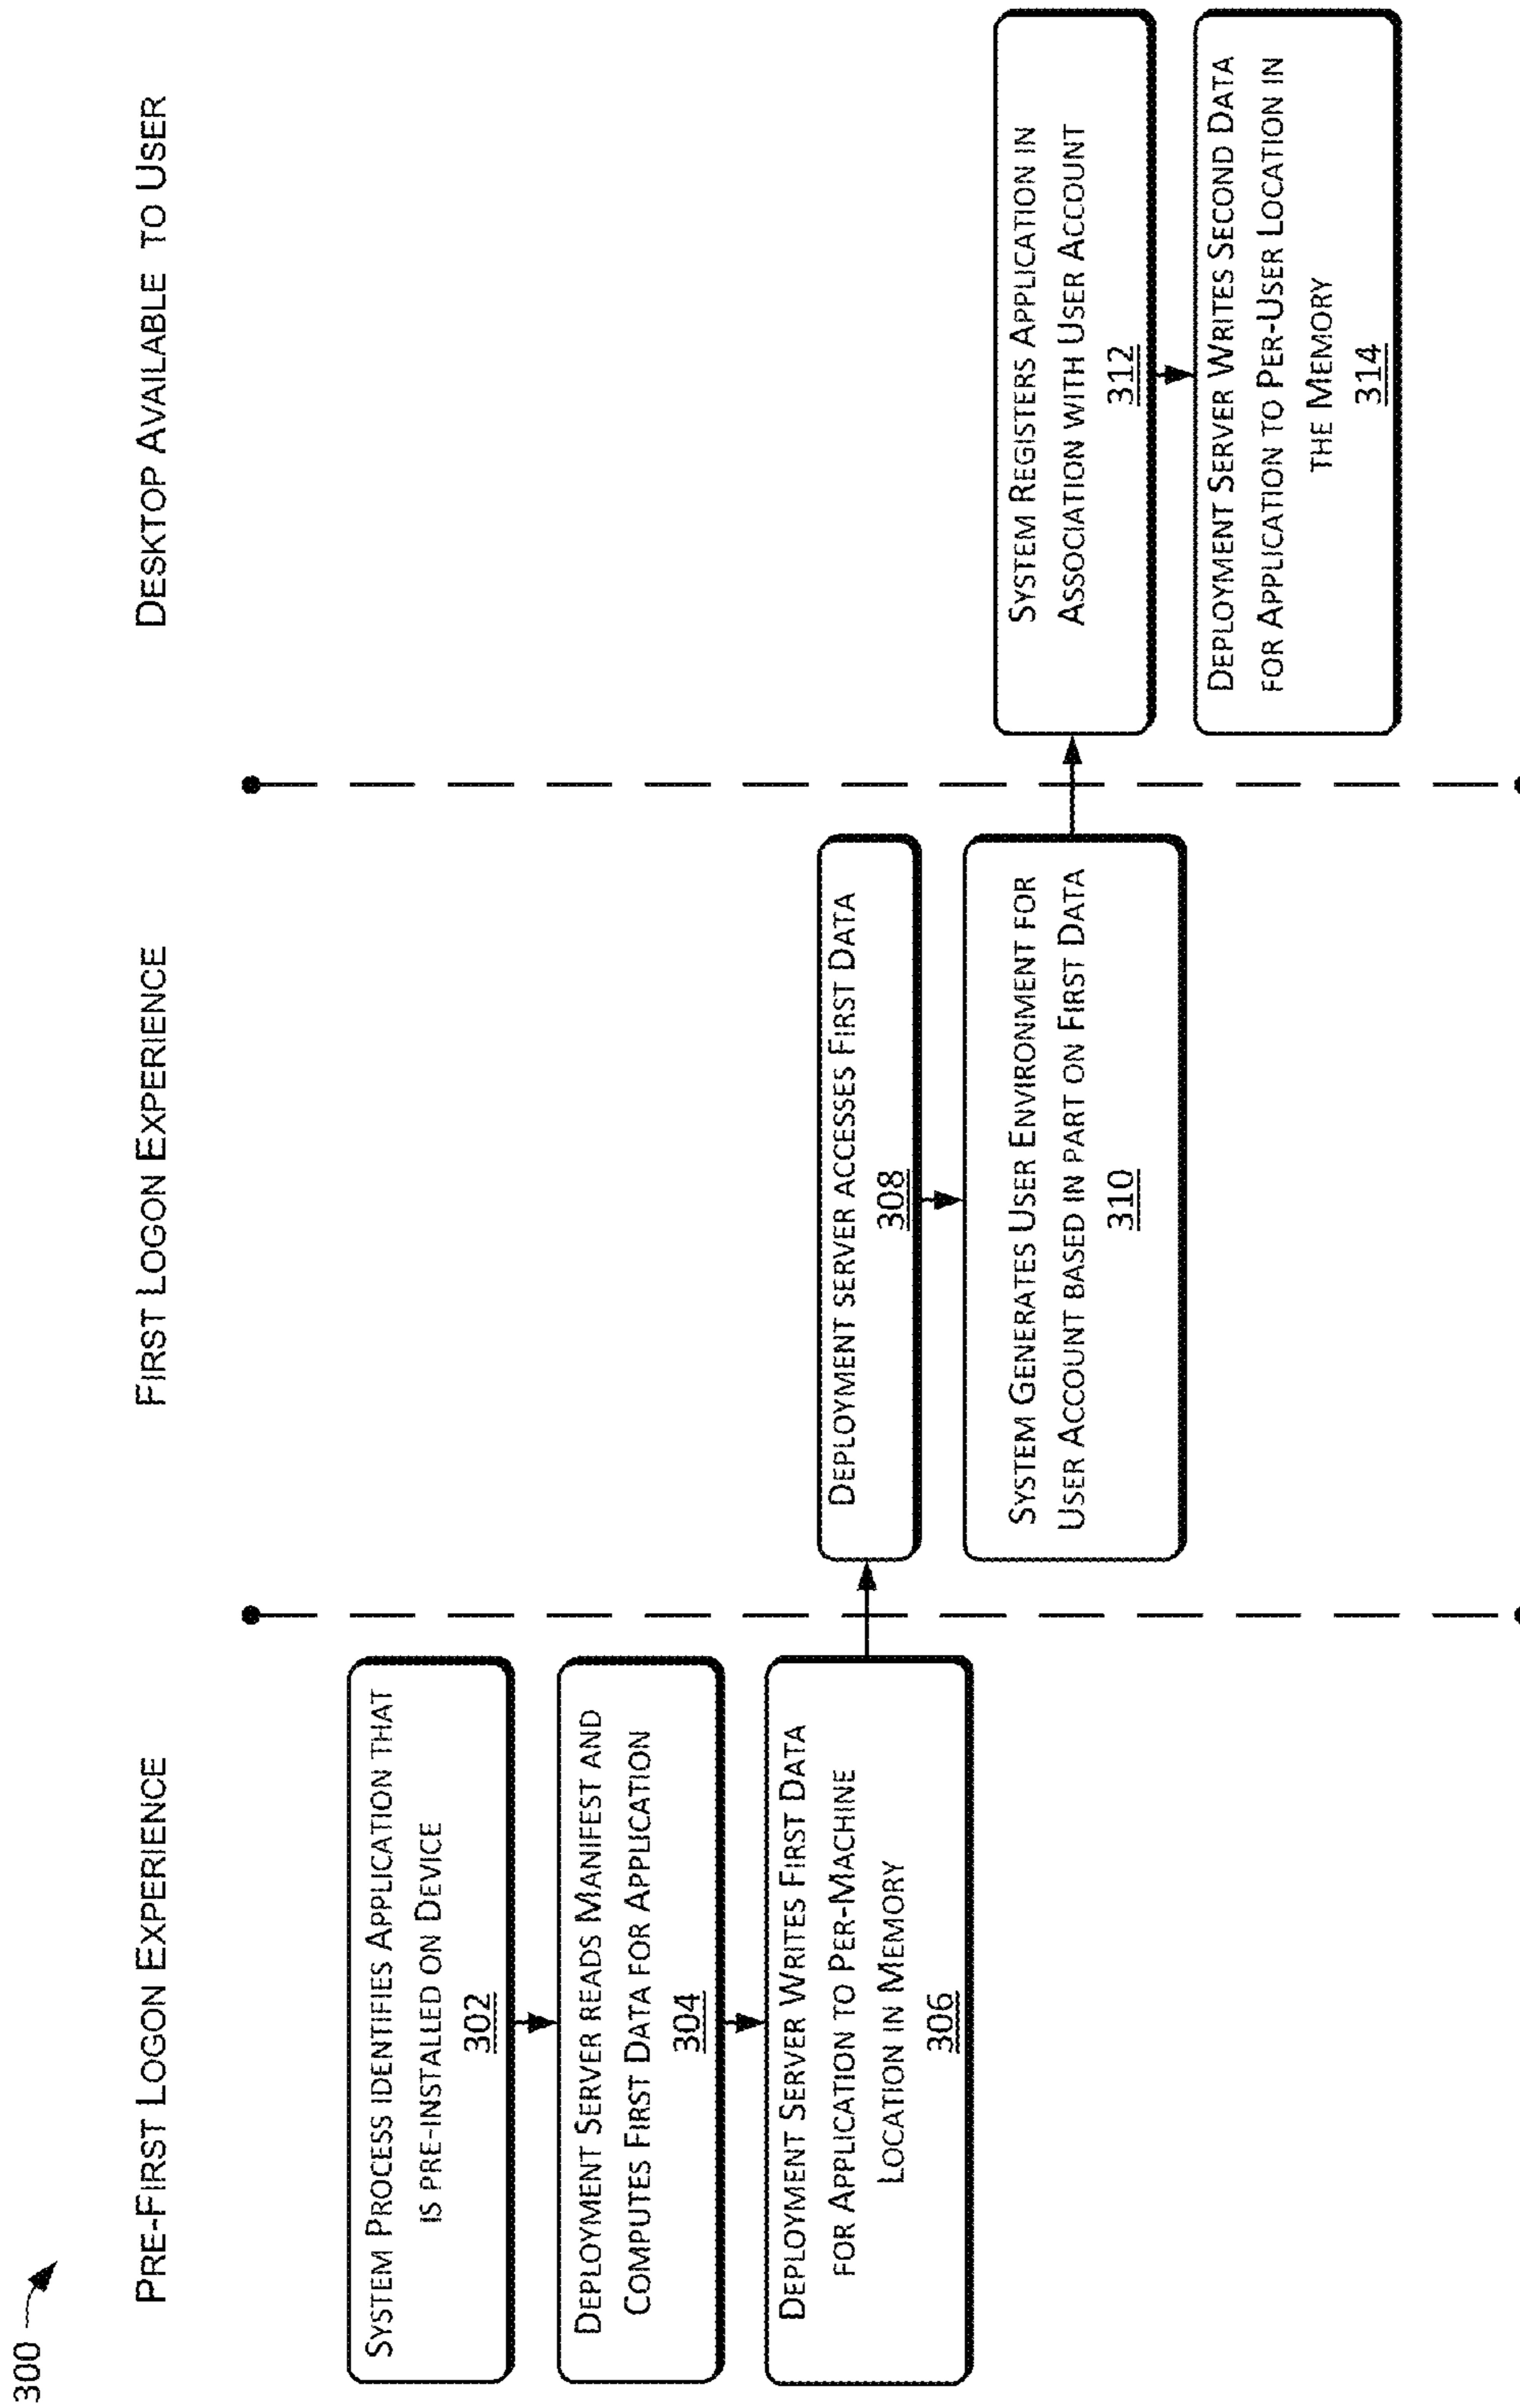 300
PRE-FIRST LOGON EXPERIENCE
SYSTEM PROCESS IDENTIFIES APPLICATION THAT
IS PRE-INSTALLED ON DEVICE
302
DEPLOYMENT SERVER READS MANIFEST AND
COMPUTES FIRST DATA FOR APPLICATION
304
DEPLOYMENT SERVER WRITES FIRST DATA
FOR APPLICATION TO PER-MACHINE
LOCATION IN MEMORY
306
FIRST LOGON EXPERIENCE
DEPLOYMENT SERVER ACCESSES FIRST DATA
308
SYSTEM GENERATES USER ENVIRONMENT FOR
USER ACCOUNT BASED IN PART ON FIRST DATA
310
DESKTOP AVAILABLE TO USER
SYSTEM REGISTERS APPLICATION IN
ASSOCIATION WITH USER ACCOUNT
312
DEPLOYMENT SERVER WRITES SECOND DATA
FOR APPLICATION TO PER-USER LOCATION IN
THE MEMORY
314